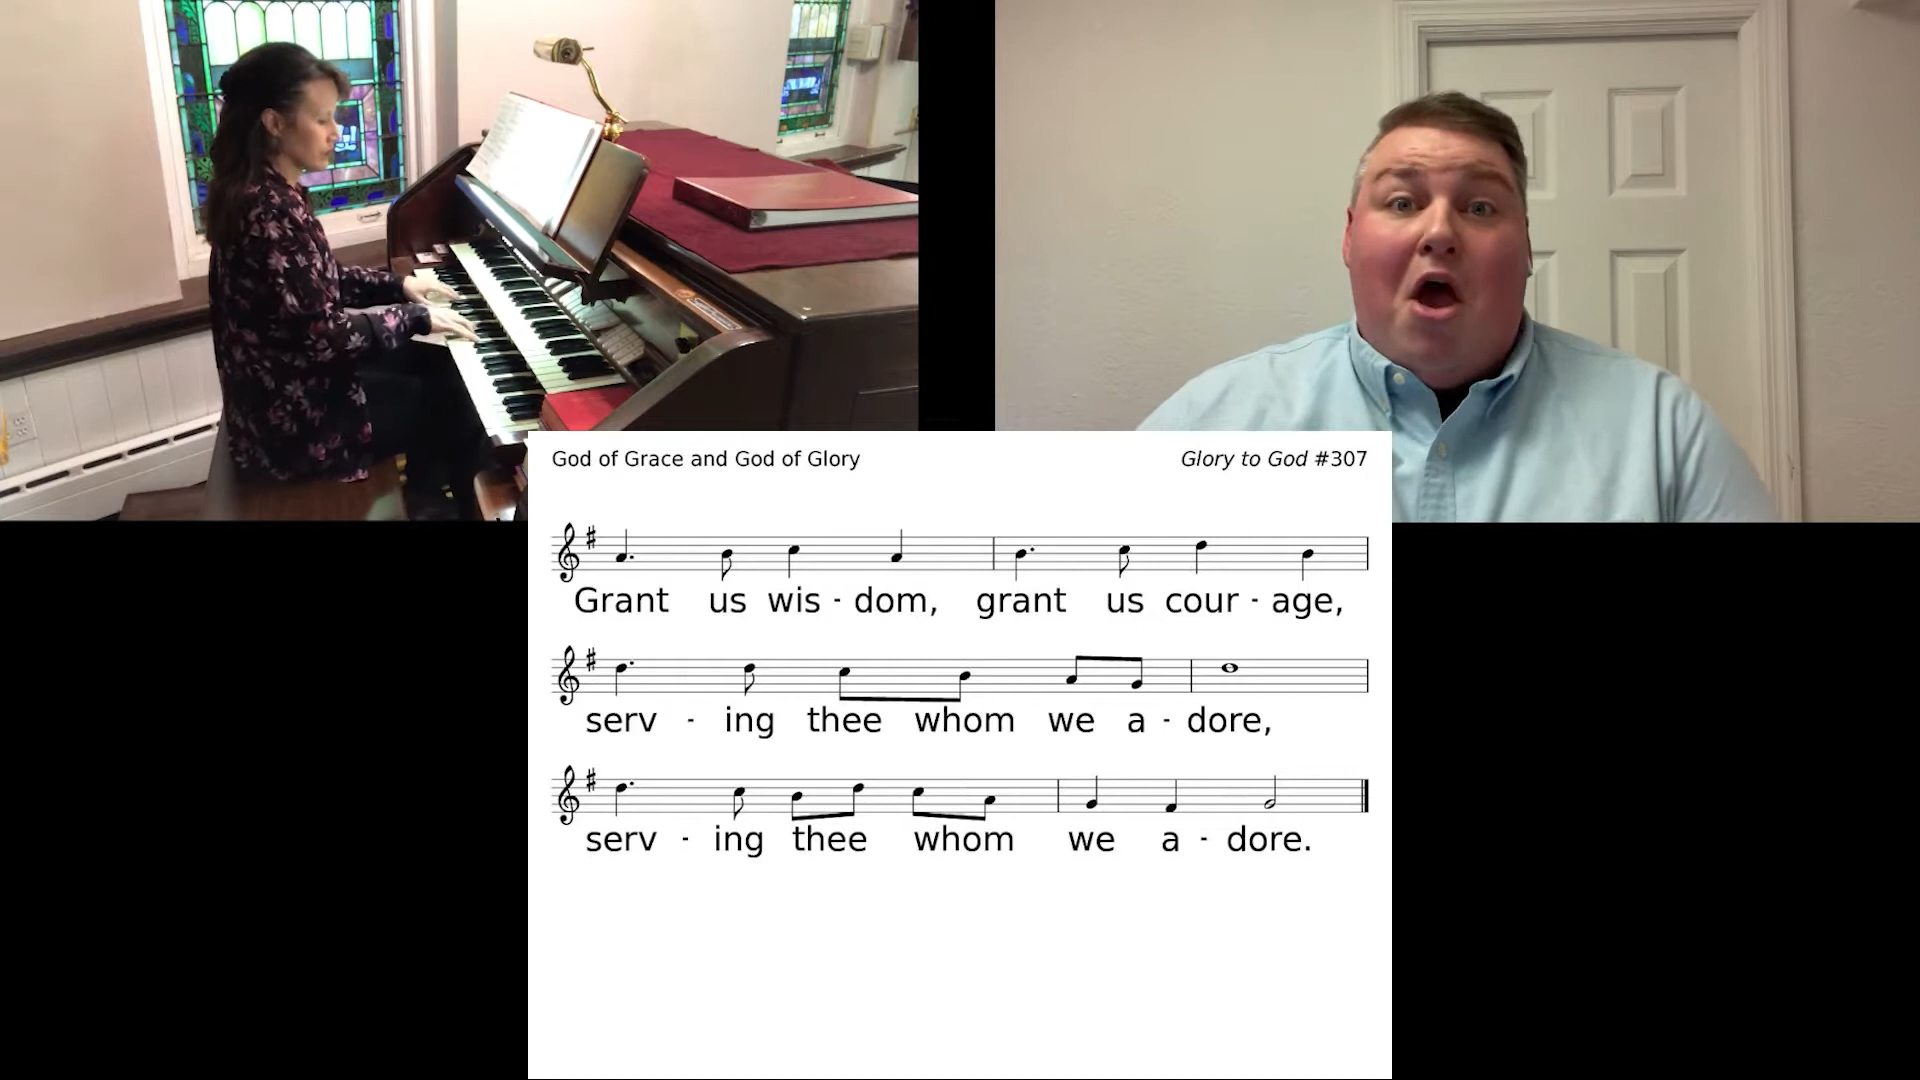 God of Grace and God of Glory
Glory to God #307
Grant us wis - dom, grant us cour - age,
serv - ing thee whom we a - dore,
serv - ing thee whom we a - dore.